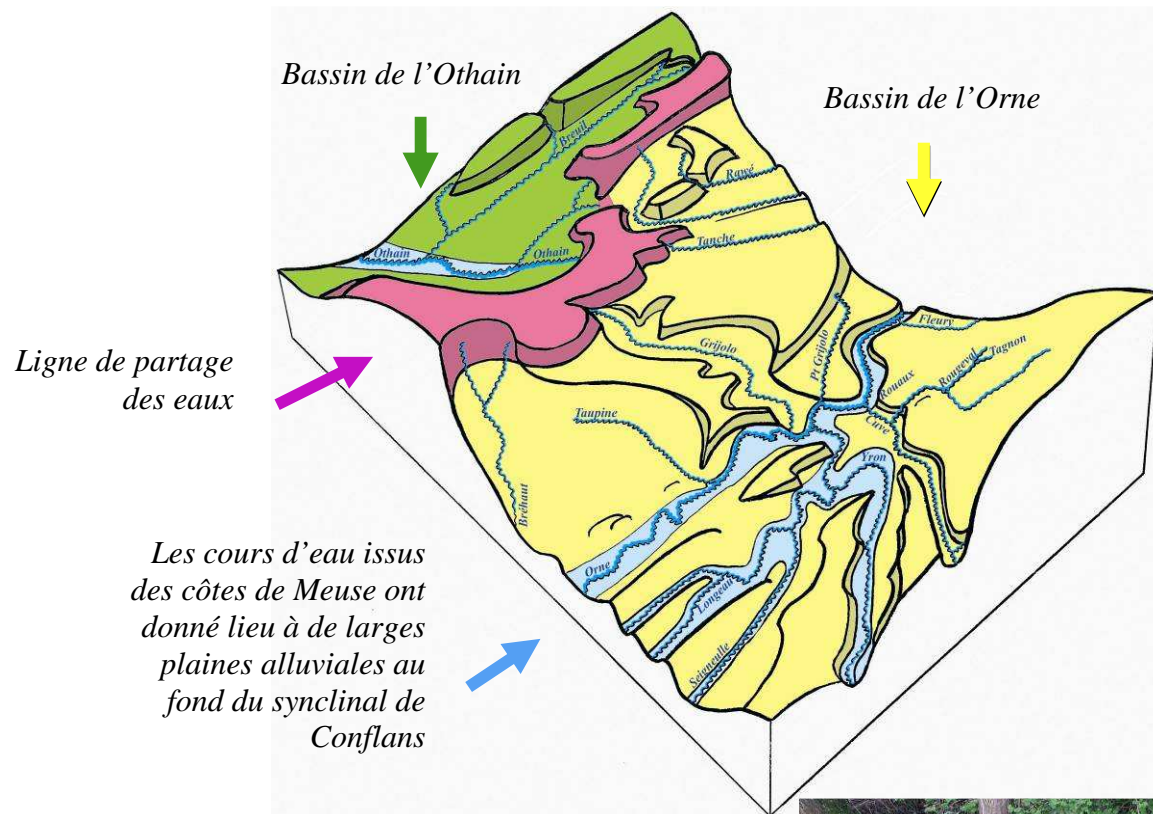 Bassin de l'Othain
Bassin de l'Orne
Breuil
Rawé
Othain
Othain
Tanche
Ligne de partage
des eaux
Grijolo
Pt Grijolo
Fleury
Rouaux
Rougeval
Tagnon
Cuve
Taupine
Yron
Bréhaut
Les cours d'eau issus
des côtes de Meuse ont
donné lieu à de larges
plaines alluviales au
fond du synclinal de
Conflans
Orne
Longeau
Seigneulle